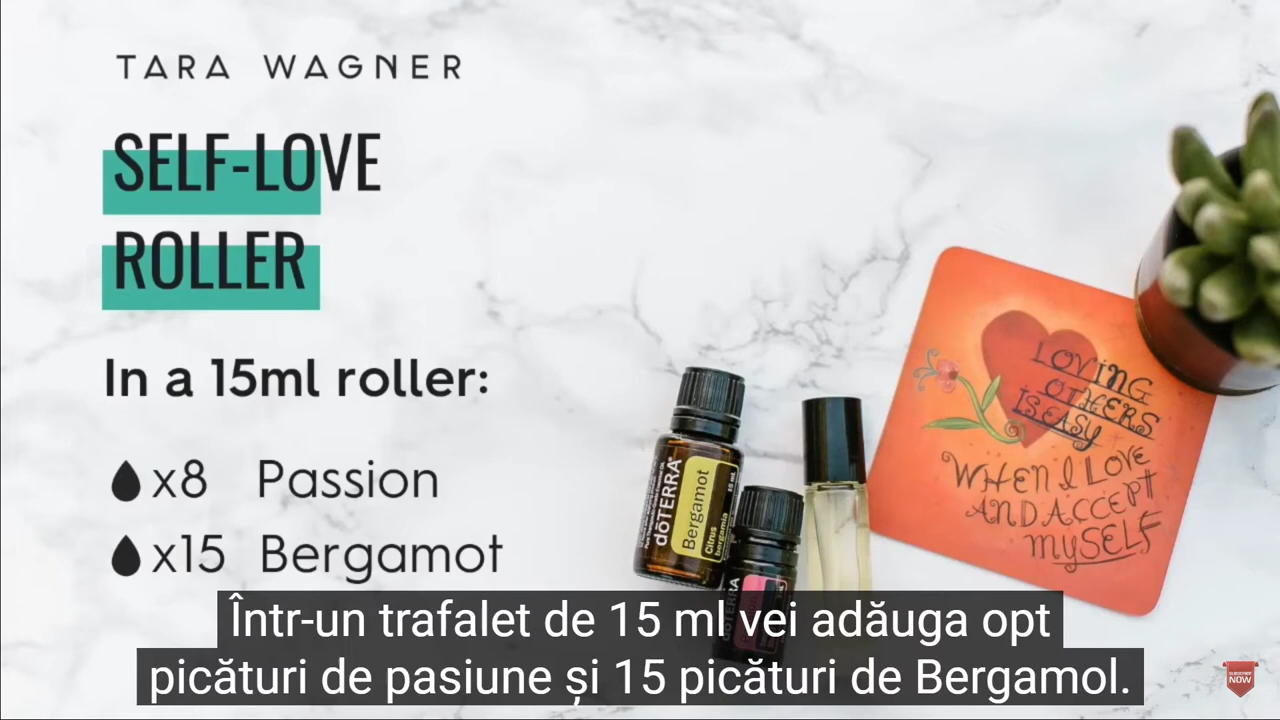 TARA WAGNER
SELF-LOVE
ROLLER
In a 15ml roller:
x8 Passion
x15 Bergamot
dōTERRA
Bergamot
Citrus
bergamia
LOVING
OTHERS
IS EASY
WHEN I LOVE
AND ACCEPT
mySELF
Într-un trafalet de 15 ml vei adăuga opt
picături de pasiune și 15 picături de Bergamol.
SUBSCRIBE
NOW